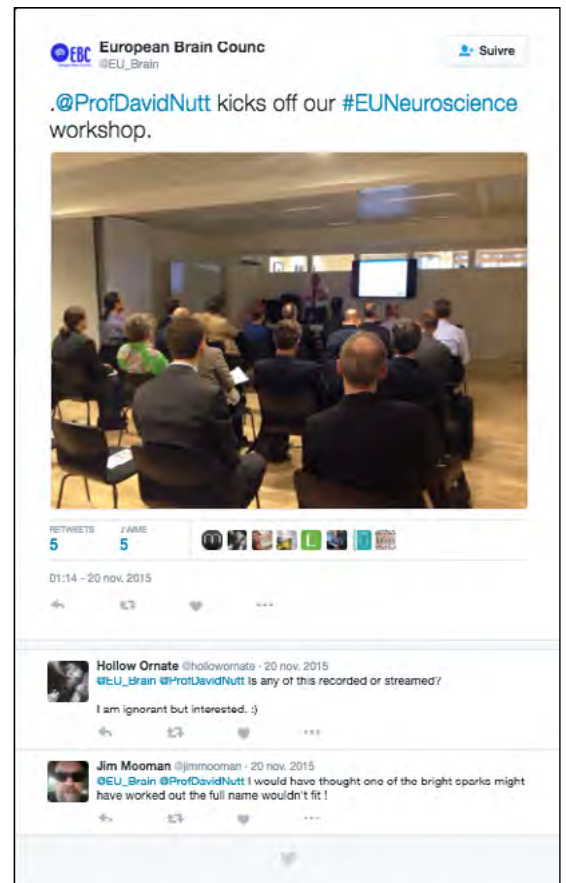 EBC
European Brain Counc
@EU_Brain
Suivre
.@ProfDavidNutt kicks off our #EUNeuroscience
workshop.
RETWEETS
J'AIME
5
5
01:14 - 20 nov. 2015
Hollow Ornate @hollowornate · 20 nov. 2015
@EU_Brain @ProfDavidNutt Is any of this recorded or streamed?
I am ignorant but interested. :)
Jim Mooman @jimmooman · 20 nov. 2015
@EU_Brain @ProfDavidNutt I would have thought one of the bright sparks might
have worked out the full name wouldn't fit !